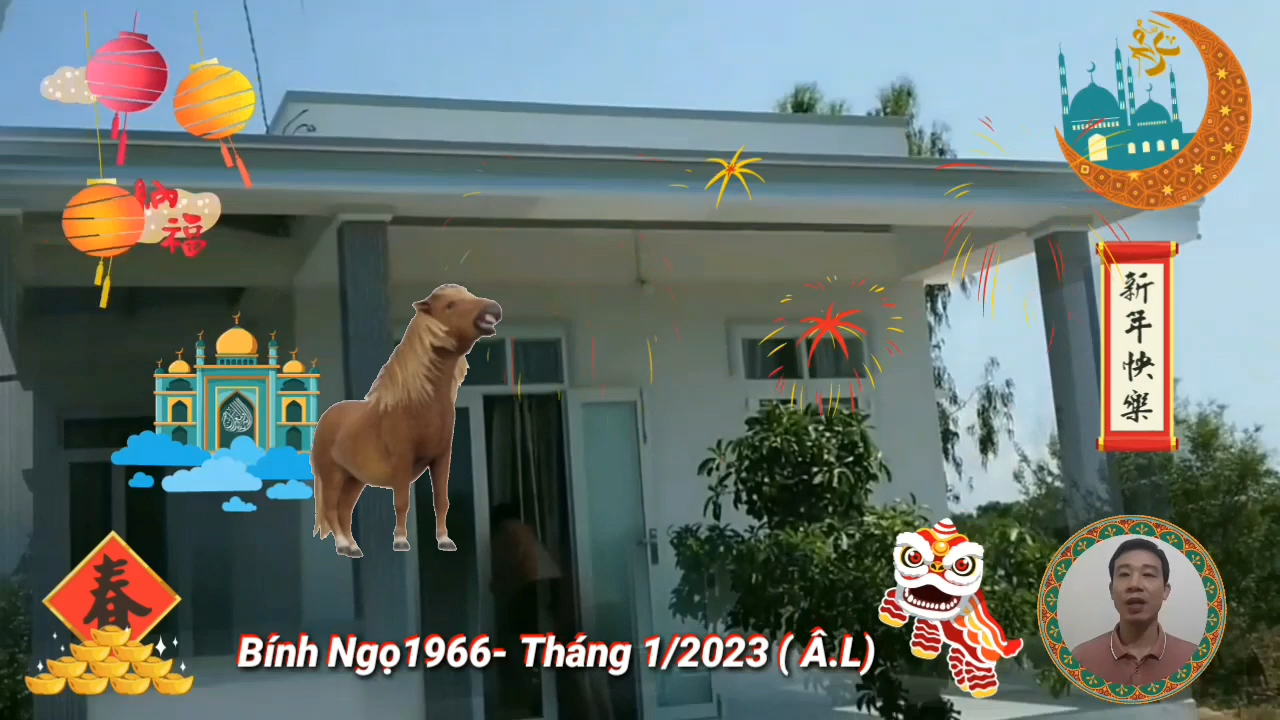 納
福
新年快樂
春
Bính Ngọ1966- Tháng 1/2023 ( Â.L)